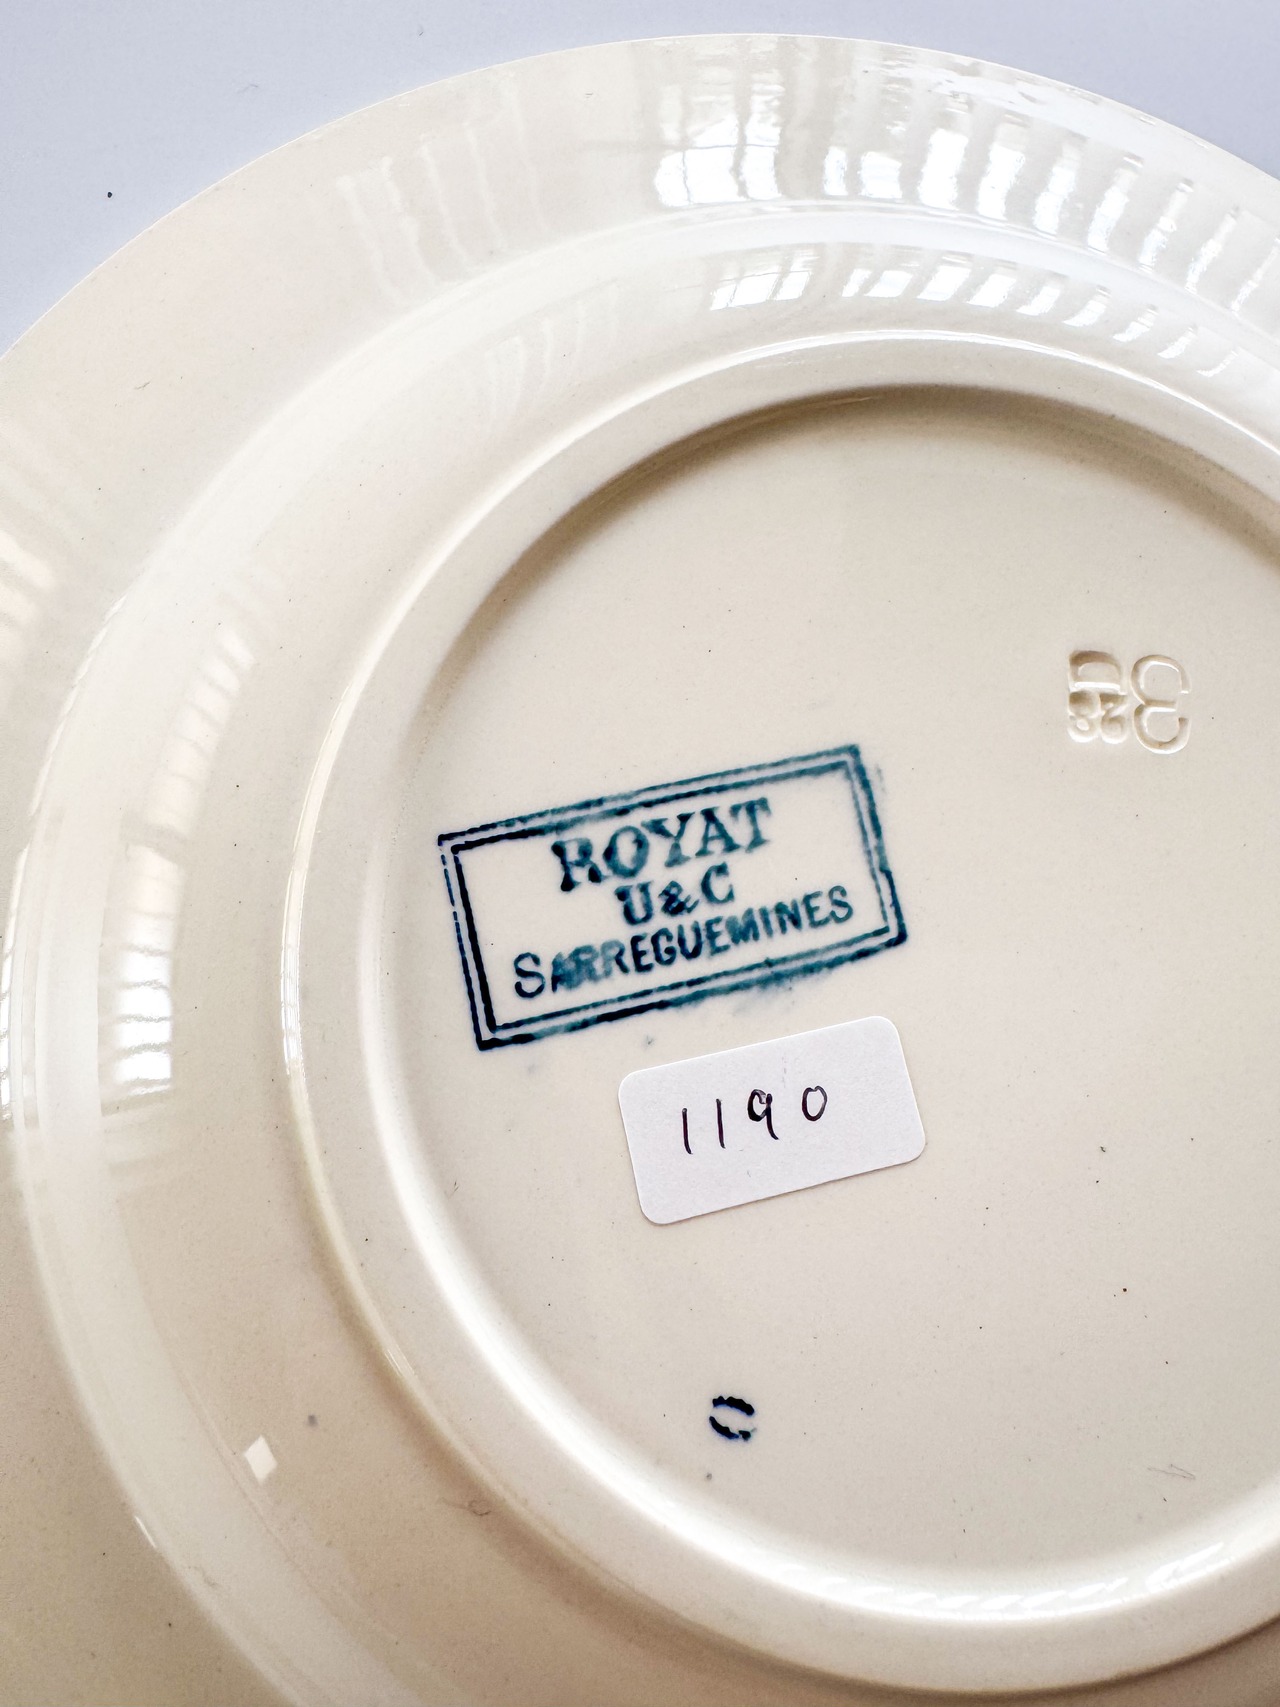 ROYAT
U&C
SARREGUEMINES
1190